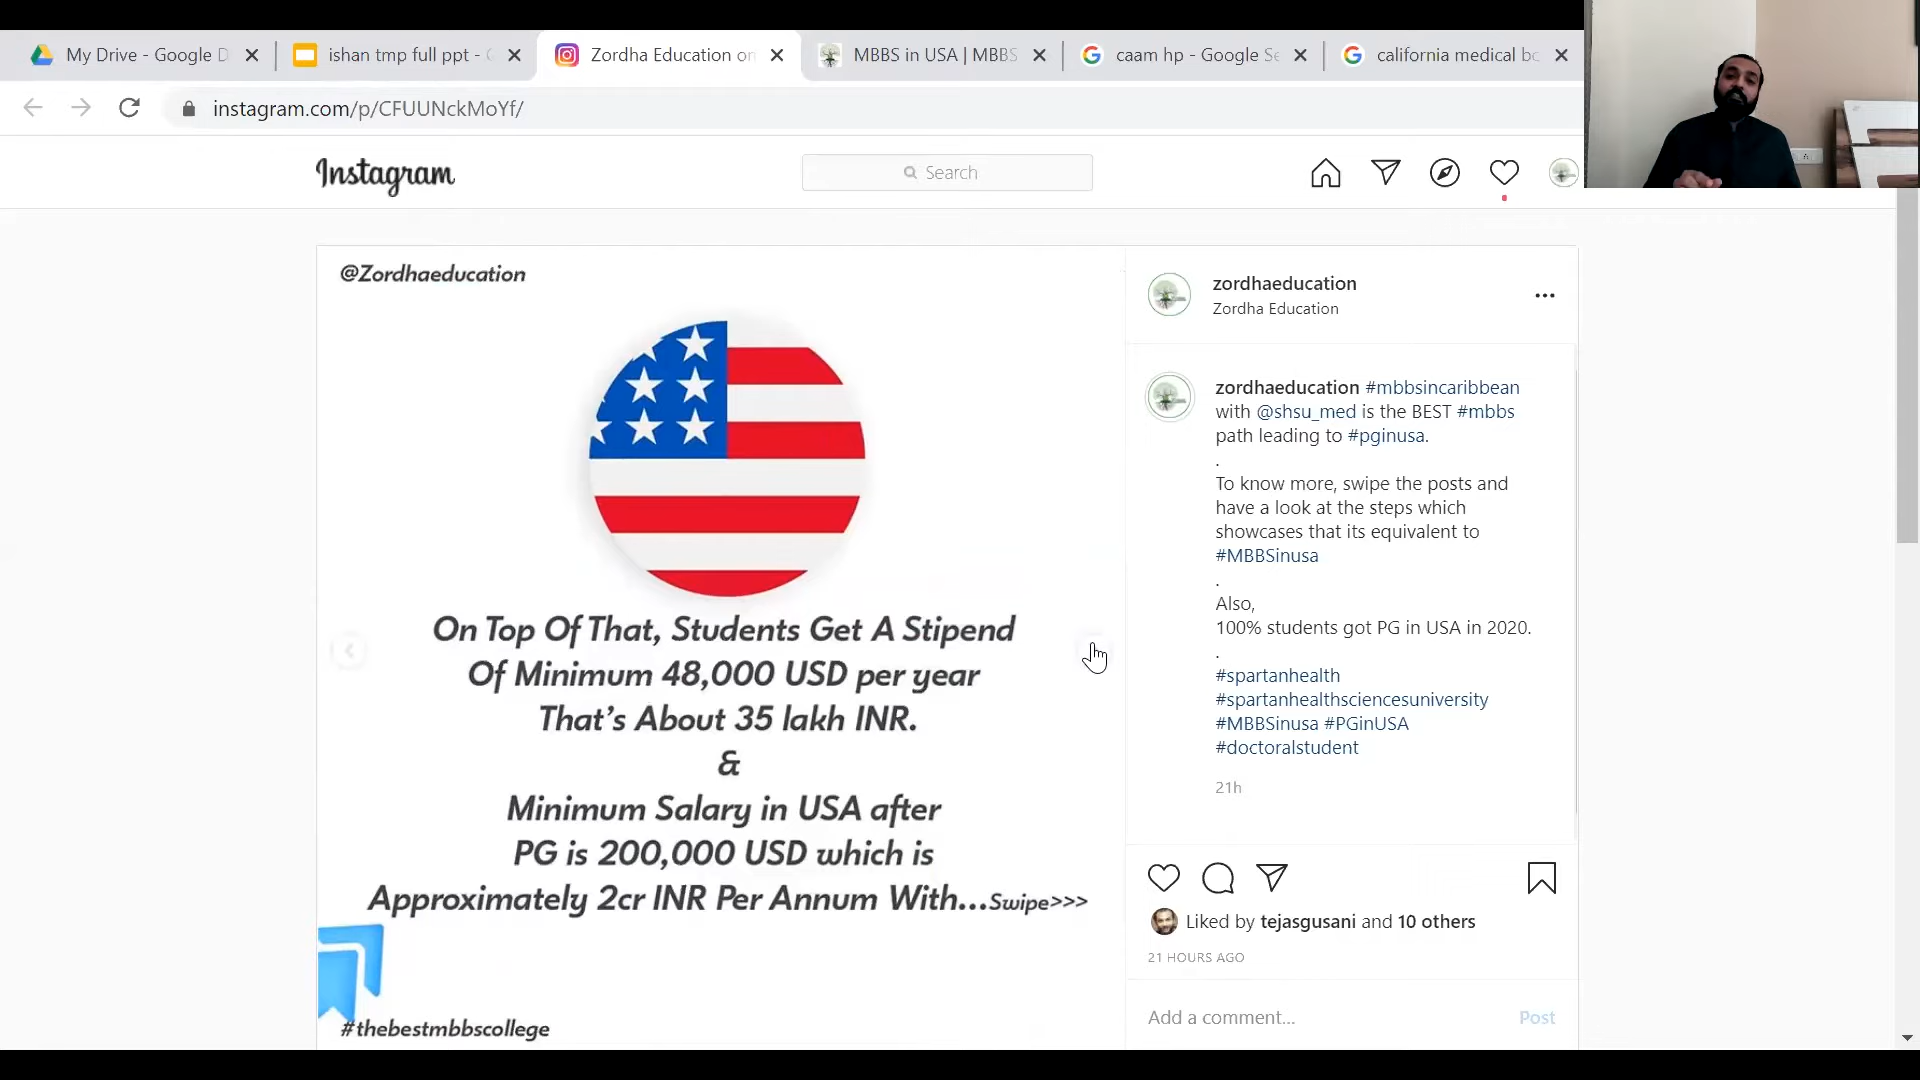 My Drive - Google D
ishan tmp full ppt -
Zordha Education on
MBBS in USA | MBBS
caam hp - Google Se
california medical bo
instagram.com/p/CFUUNckMoYf/
Instagram
Search
@Zordhaeducation
On Top Of That, Students Get A Stipend
Of Minimum 48,000 USD per year
That's About 35 lakh INR.
&
Minimum Salary in USA after
PG is 200,000 USD which is
Approximately 2cr INR Per Annum With...Swipe>>>
#thebestmbbscollege
zordhaeducation
Zordha Education
zordhaeducation #mbbsincaribbean
with @shsu_med is the BEST #mbbs
path leading to #pginusa.
.
To know more, swipe the posts and
have a look at the steps which
showcases that its equivalent to
#MBBSinusa
.
Also,
100% students got PG in USA in 2020.
.
#spartanhealth
#spartanhealthsciencesuniversity
#MBBSinusa #PGinUSA
#doctoralstudent
21h
Liked by tejasgusani and 10 others
21 HOURS AGO
Add a comment...
Post